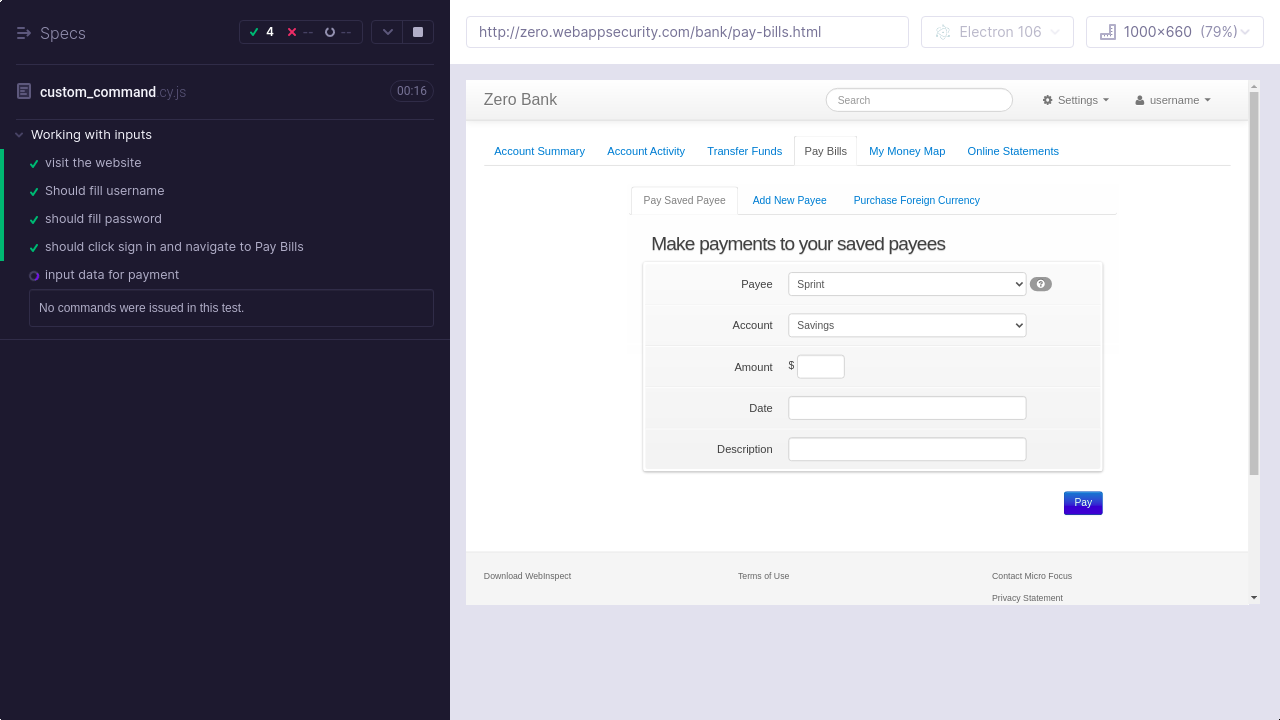 Specs
4 -- --
custom_command.cy.js 00:16
Working with inputs
visit the website
Should fill username
should fill password
should click sign in and navigate to Pay Bills
input data for payment
No commands were issued in this test.
http://zero.webappsecurity.com/bank/pay-bills.html
Electron 106
1000×660 (79%)
Zero Bank
Search
Settings
username
Account Summary
Account Activity
Transfer Funds
Pay Bills
My Money Map
Online Statements
Pay Saved Payee
Add New Payee
Purchase Foreign Currency
Make payments to your saved payees
Payee Sprint
Account Savings
Amount $
Date
Description
Pay
Download WebInspect
Terms of Use
Contact Micro Focus
Privacy Statement